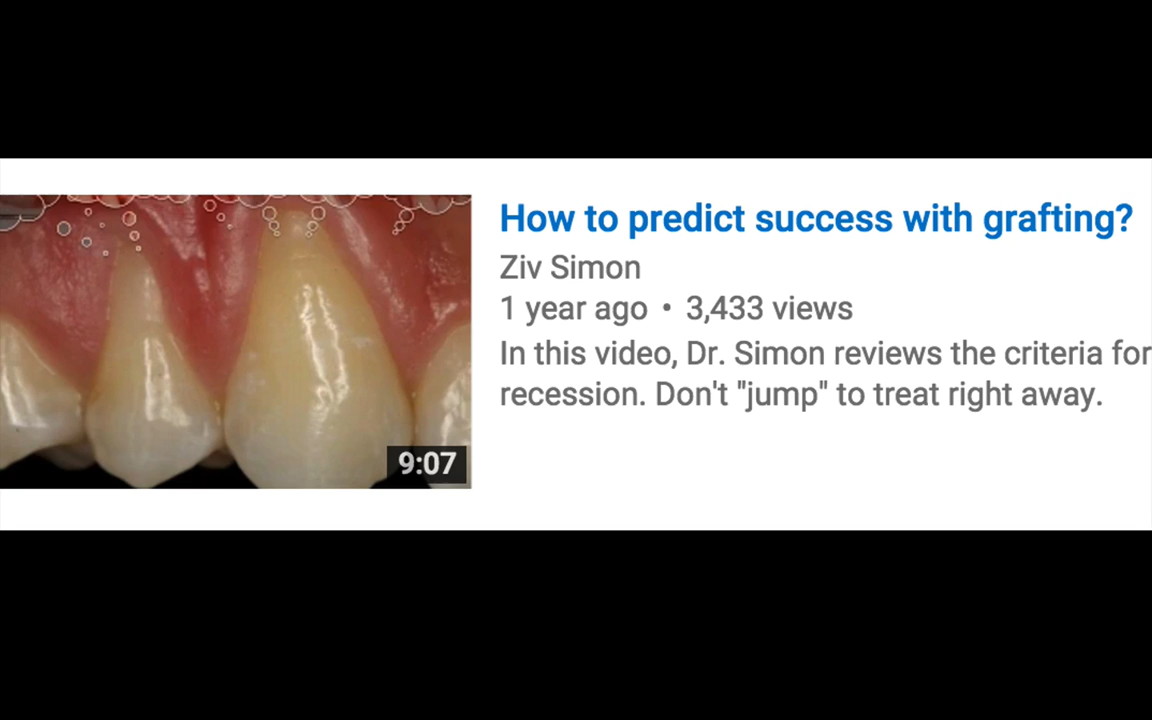 How to predict success with grafting?
Ziv Simon
1 year ago • 3,433 views
In this video, Dr. Simon reviews the criteria for
recession. Don't "jump" to treat right away.
9:07